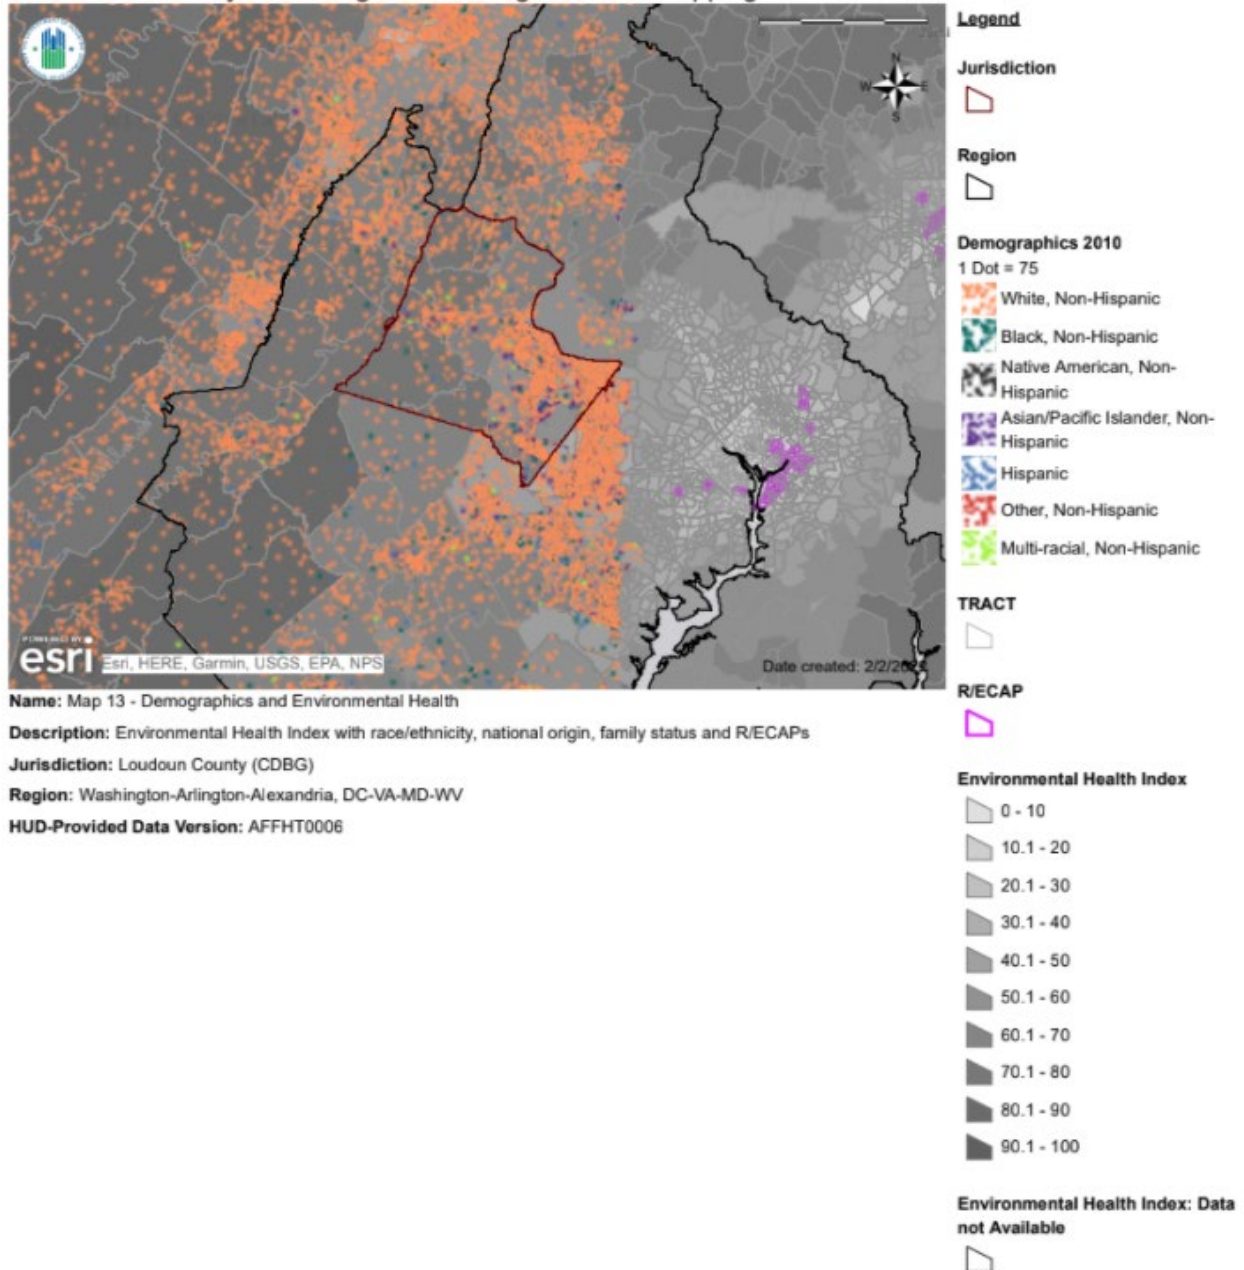 Legend
Jurisdiction
Region
Demographics 2010
1 Dot = 75
White, Non-Hispanic
Black, Non-Hispanic
Native American, Non-
Hispanic
Asian/Pacific Islander, Non-
Hispanic
Hispanic
Other, Non-Hispanic
Multi-racial, Non-Hispanic
TRACT
R/ECAP
Environmental Health Index
0 - 10
10.1 - 20
20.1 - 30
30.1 - 40
40.1 - 50
50.1 - 60
60.1 - 70
70.1 - 80
80.1 - 90
90.1 - 100
Environmental Health Index: Data
not Available
N
W E
S
POWERED BY
esri
Esri, HERE, Garmin, USGS, EPA, NPS
Date created:
Name: Map 13 - Demographics and Environmental Health
Description: Environmental Health Index with race/ethnicity, national origin, family status and R/ECAPs
Jurisdiction: Loudoun County (CDBG)
Region: Washington-Arlington-Alexandria, DC-VA-MD-WV
HUD-Provided Data Version: AFFHT0006